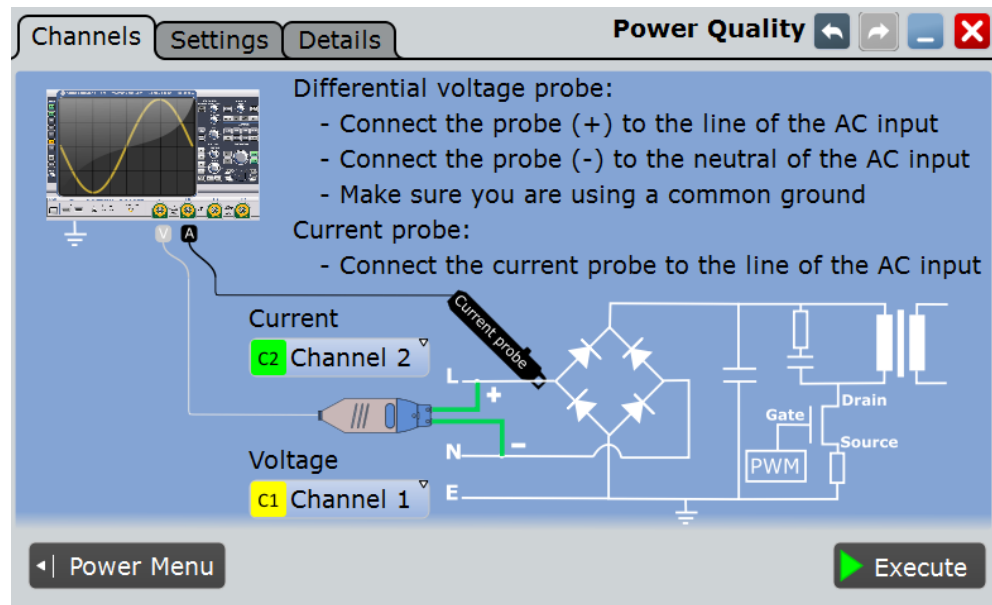 Channels Settings Details Power Quality
Differential voltage probe:
- Connect the probe (+) to the line of the AC input
- Connect the probe (-) to the neutral of the AC input
- Make sure you are using a common ground
Current probe:
- Connect the current probe to the line of the AC input
V A
Current probe
Current
C2 Channel 2
L
+
N
-
Voltage
C1 Channel 1
E
Drain
Gate
Source
PWM
Power Menu
Execute